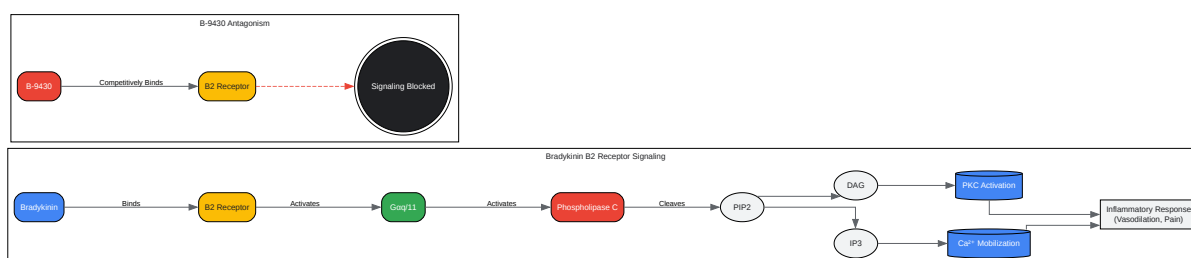 B-9430 Antagonism
B-9430
Competitively Binds
B2 Receptor
Signaling Blocked
Bradykinin B2 Receptor Signaling
Bradykinin
Binds
B2 Receptor
Activates
Gαq/11
Activates
Phospholipase C
Cleaves
PIP2
DAG
IP3
PKC Activation
Ca²⁺ Mobilization
Inflammatory Response
(Vasodilation, Pain)